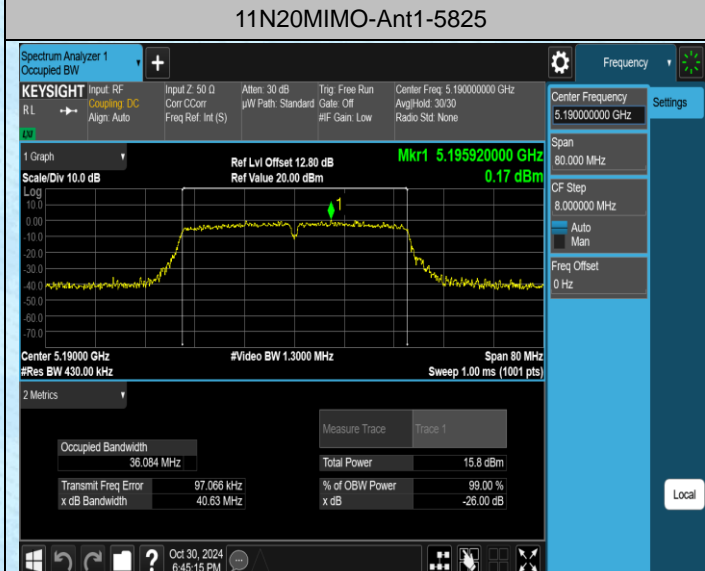 11N20MIMO-Ant1-5825
Spectrum Analyzer 1
Occupied BW
Frequency
KEYSIGHT
RL
LXI
Input: RF
Coupling: DC
Align: Auto
Input Z: 50 Ω
Corr CCorr
Freq Ref: Int (S)
Atten: 30 dB
µW Path: Standard
Trig: Free Run
Gate: Off
#IF Gain: Low
Center Freq: 5.190000000 GHz
Avg|Hold: 30/30
Radio Std: None
Center Frequency
5.190000000 GHz
Settings
Span
80.000 MHz
CF Step
8.000000 MHz
Auto
Man
Freq Offset
0 Hz
1 Graph
Scale/Div 10.0 dB
Ref Lvl Offset 12.80 dB
Ref Value 20.00 dBm
Mkr1 5.195920000 GHz
0.17 dBm
Log
10.0
0.00
-10.0
-20.0
-30.0
-40.0
-50.0
-60.0
-70.0
1
Center 5.19000 GHz
#Res BW 430.00 kHz
#Video BW 1.3000 MHz
Span 80 MHz
Sweep 1.00 ms (1001 pts)
2 Metrics
Measure Trace Trace 1
Occupied Bandwidth
36.084 MHz
Total Power 15.8 dBm
Transmit Freq Error 97.066 kHz
% of OBW Power 99.00 %
x dB Bandwidth 40.63 MHz
x dB -26.00 dB
Local
?
Oct 30, 2024
6:45:15 PM